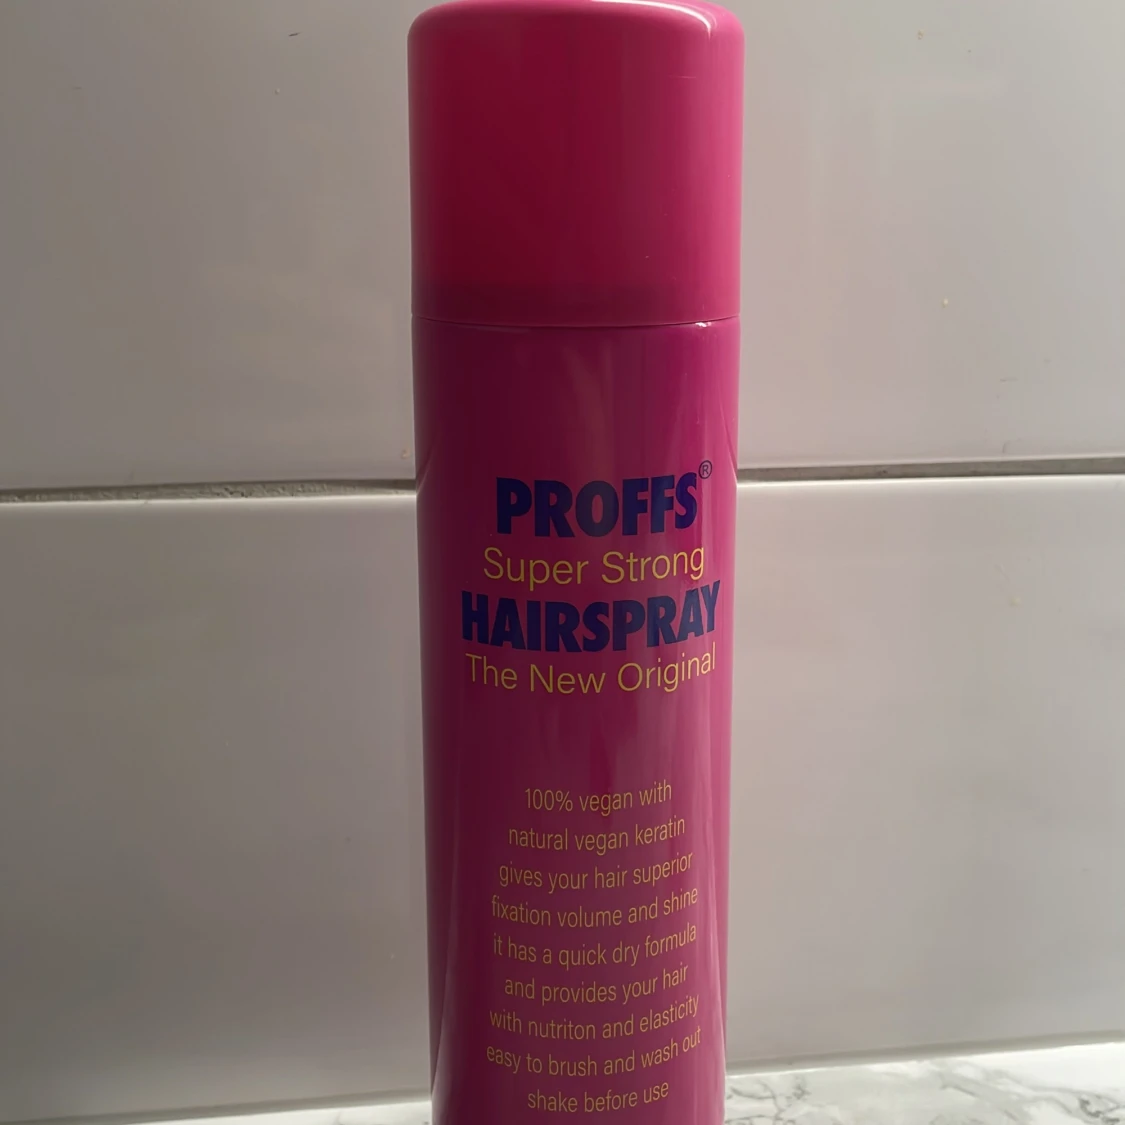 PROFFS®
Super Strong
HAIRSPRAY
The New Original
100% vegan with
natural vegan keratin
gives your hair superior
fixation volume and shine
it has a quick dry formula
and provides your hair
with nutriton and elasticity
easy to brush and wash out
shake before use